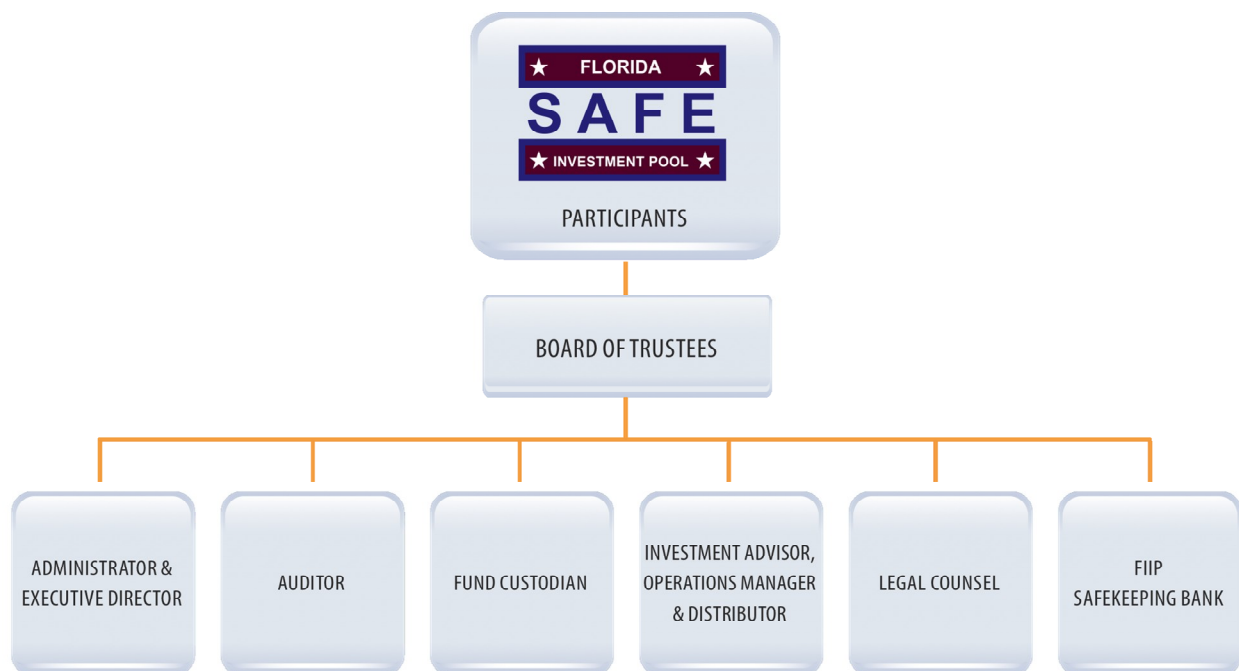 FLORIDA
SAFE
INVESTMENT POOL
PARTICIPANTS
BOARD OF TRUSTEES
ADMINISTRATOR &
EXECUTIVE DIRECTOR
AUDITOR
FUND CUSTODIAN
INVESTMENT ADVISOR,
OPERATIONS MANAGER
& DISTRIBUTOR
LEGAL COUNSEL
FIIP
SAFEKEEPING BANK